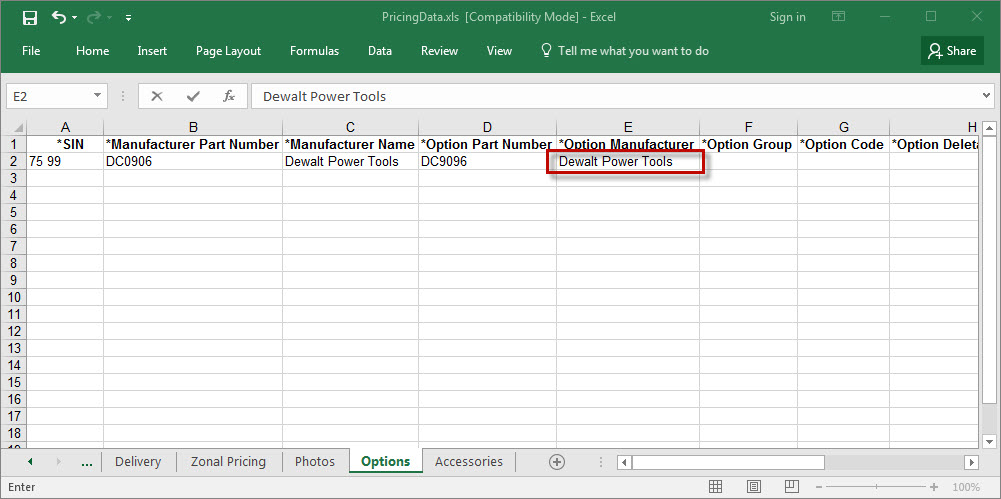 PricingData.xls [Compatibility Mode] - Excel Sign in
File Home Insert Page Layout Formulas Data Review View Tell me what you want to do Share
E2 fx Dewalt Power Tools
A B C D E F G H
1 *SIN *Manufacturer Part Number *Manufacturer Name *Option Part Number *Option Manufacturer *Option Group *Option Code *Option Deleta
2 75 99 DC0906 Dewalt Power Tools DC9096 Dewalt Power Tools
3
4
5
6
7
8
9
10
11
12
13
14
15
16
17
18
... Delivery Zonal Pricing Photos Options Accessories
Enter 100%